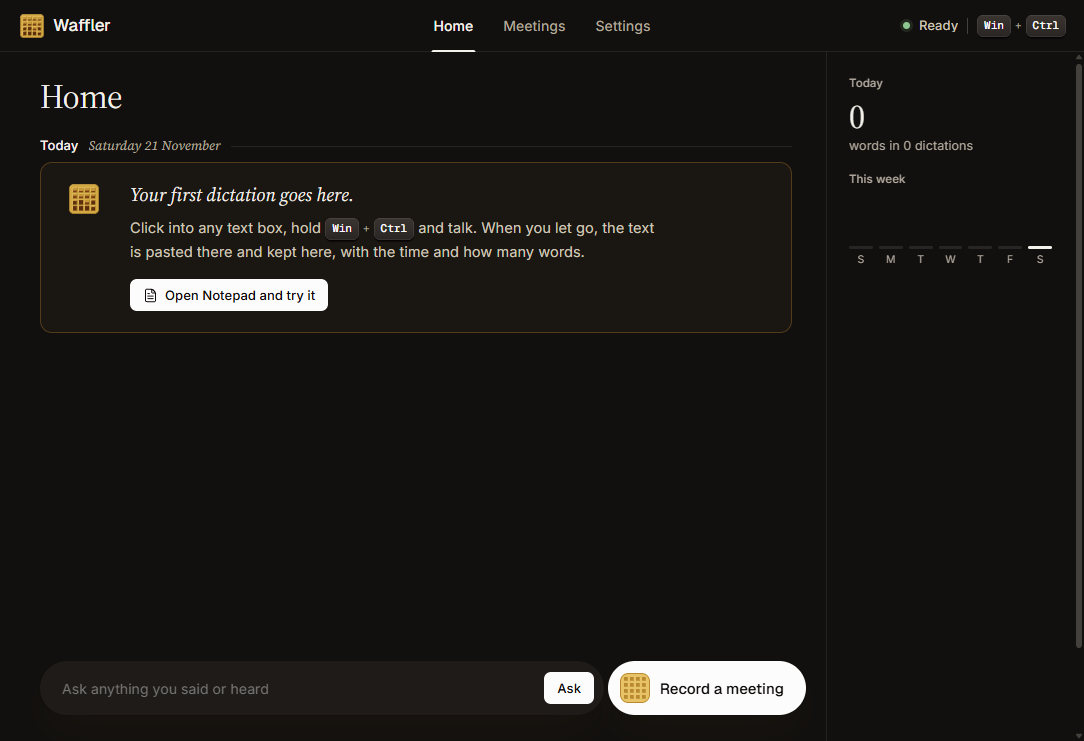 Waffler
Home Meetings Settings
Ready Win + Ctrl
Home
Today Saturday 21 November
Your first dictation goes here.
Click into any text box, hold Win + Ctrl and talk. When you let go, the text
is pasted there and kept here, with the time and how many words.
Open Notepad and try it
Today
0
words in 0 dictations
This week
S M T W T F S
Ask anything you said or heard
Ask
Record a meeting